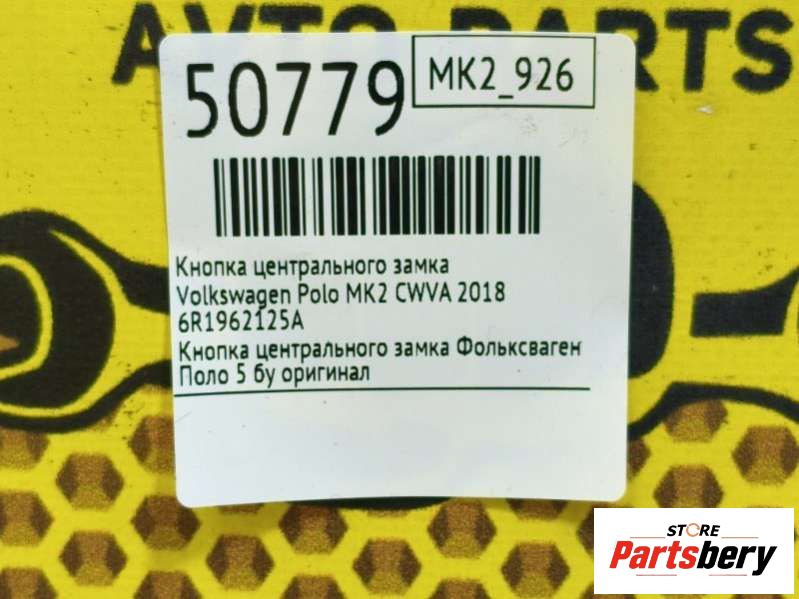 AUTO PARTS
50779
MK2_926
Кнопка центрального замка
Volkswagen Polo MK2 CWVA 2018
6R1962125A
Кнопка центрального замка Фольксваген
Поло 5 бу оригинал
STORE
Partsbery